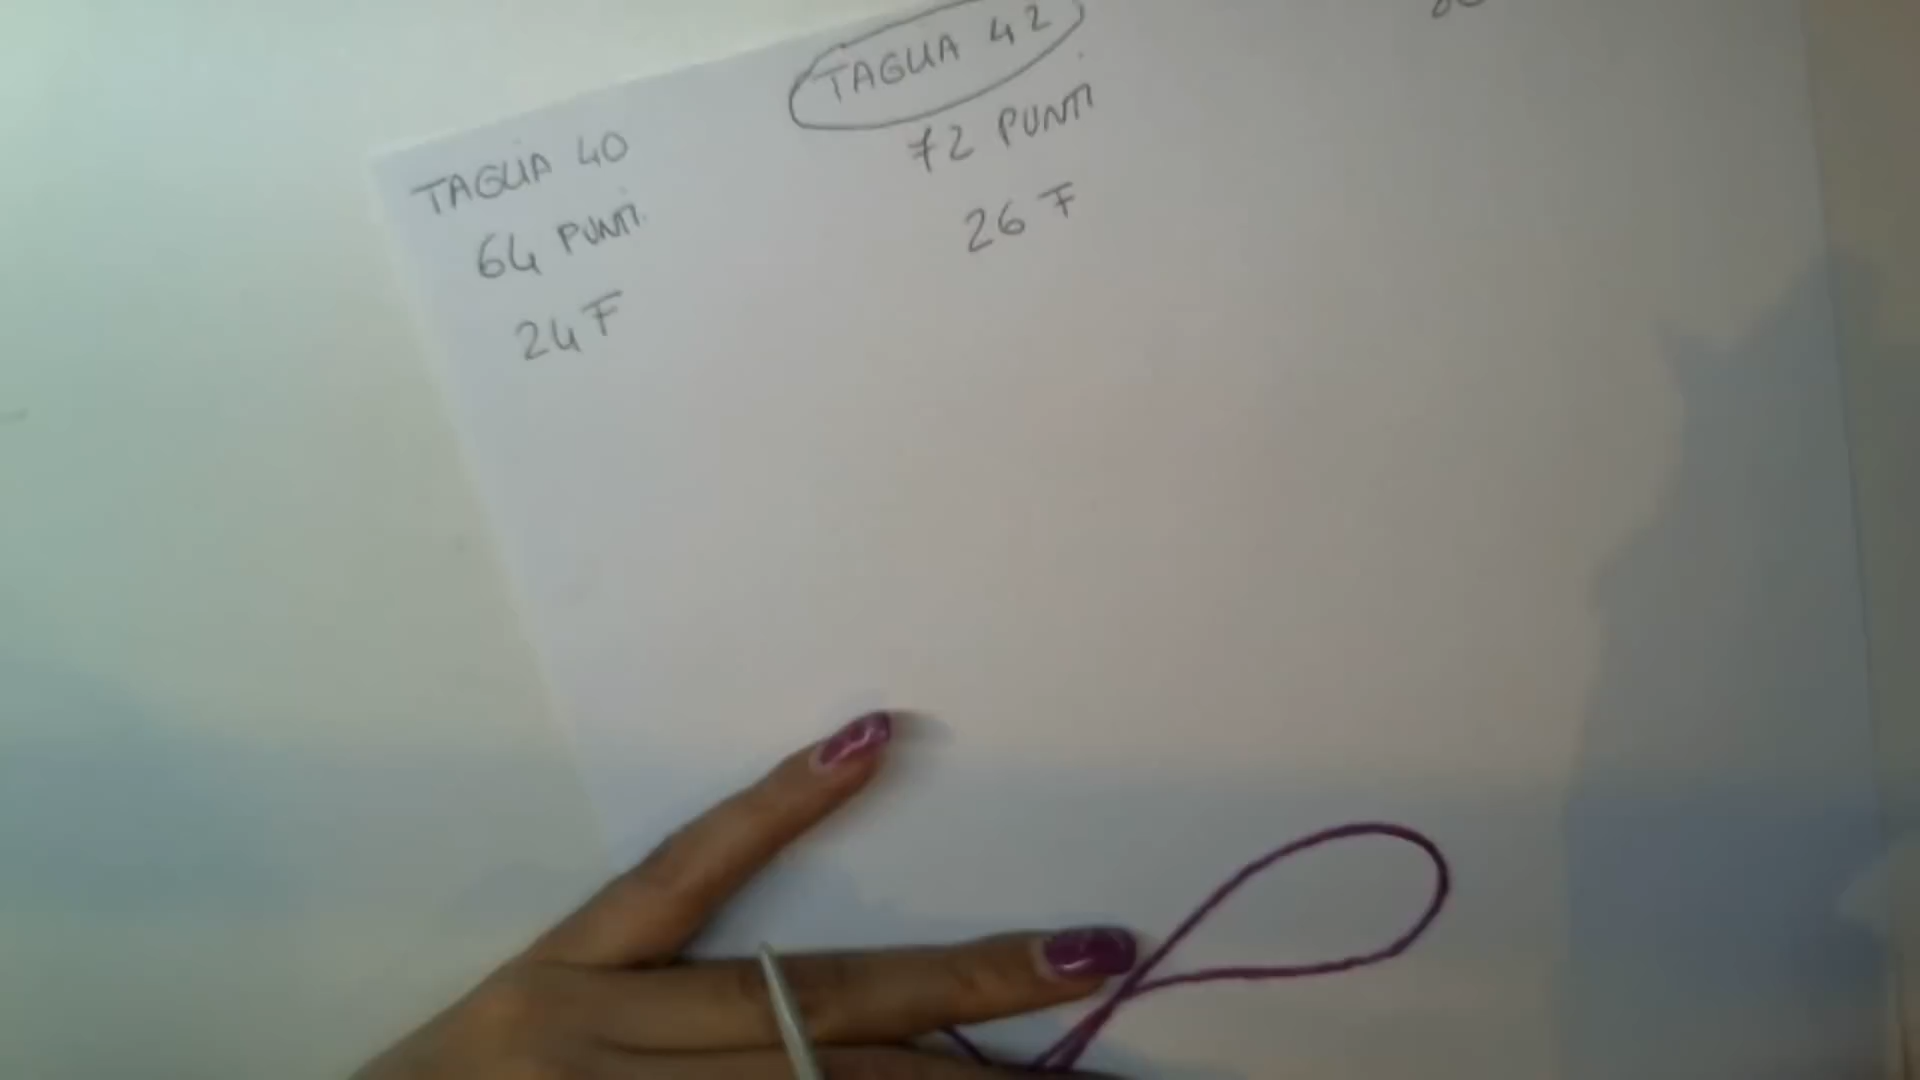 TAGLIA 40
64 PUNTI
24 F
TAGLIA 42
72 PUNTI
26 F